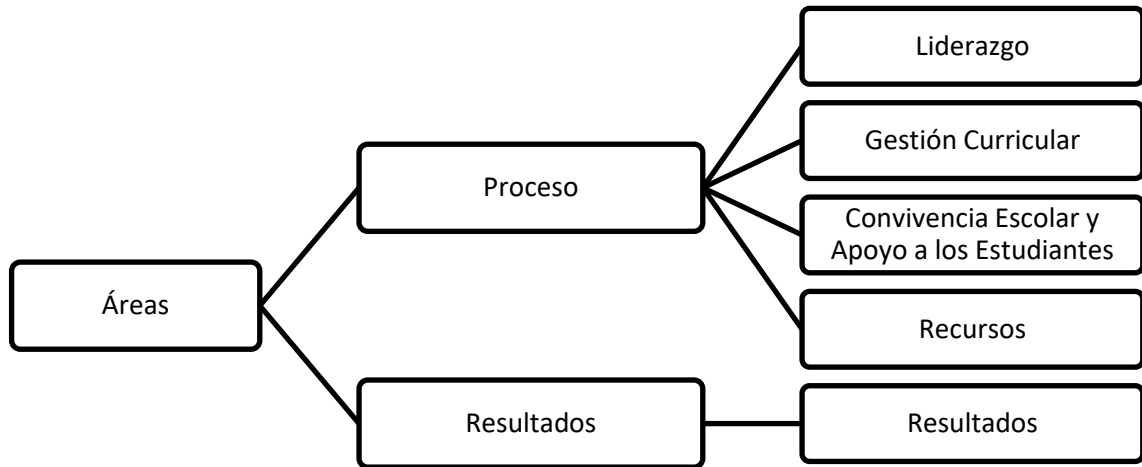 Áreas
Proceso
Liderazgo
Gestión Curricular
Convivencia Escolar y
Apoyo a los Estudiantes
Recursos
Resultados
Resultados